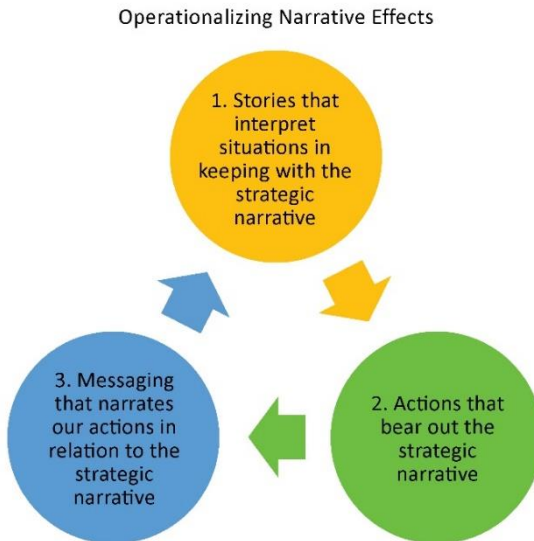 Operationalizing Narrative Effects
1. Stories that
interpret
situations in
keeping with the
strategic
narrative
2. Actions that
bear out the
strategic
narrative
3. Messaging
that narrates
our actions in
relation to the
strategic
narrative